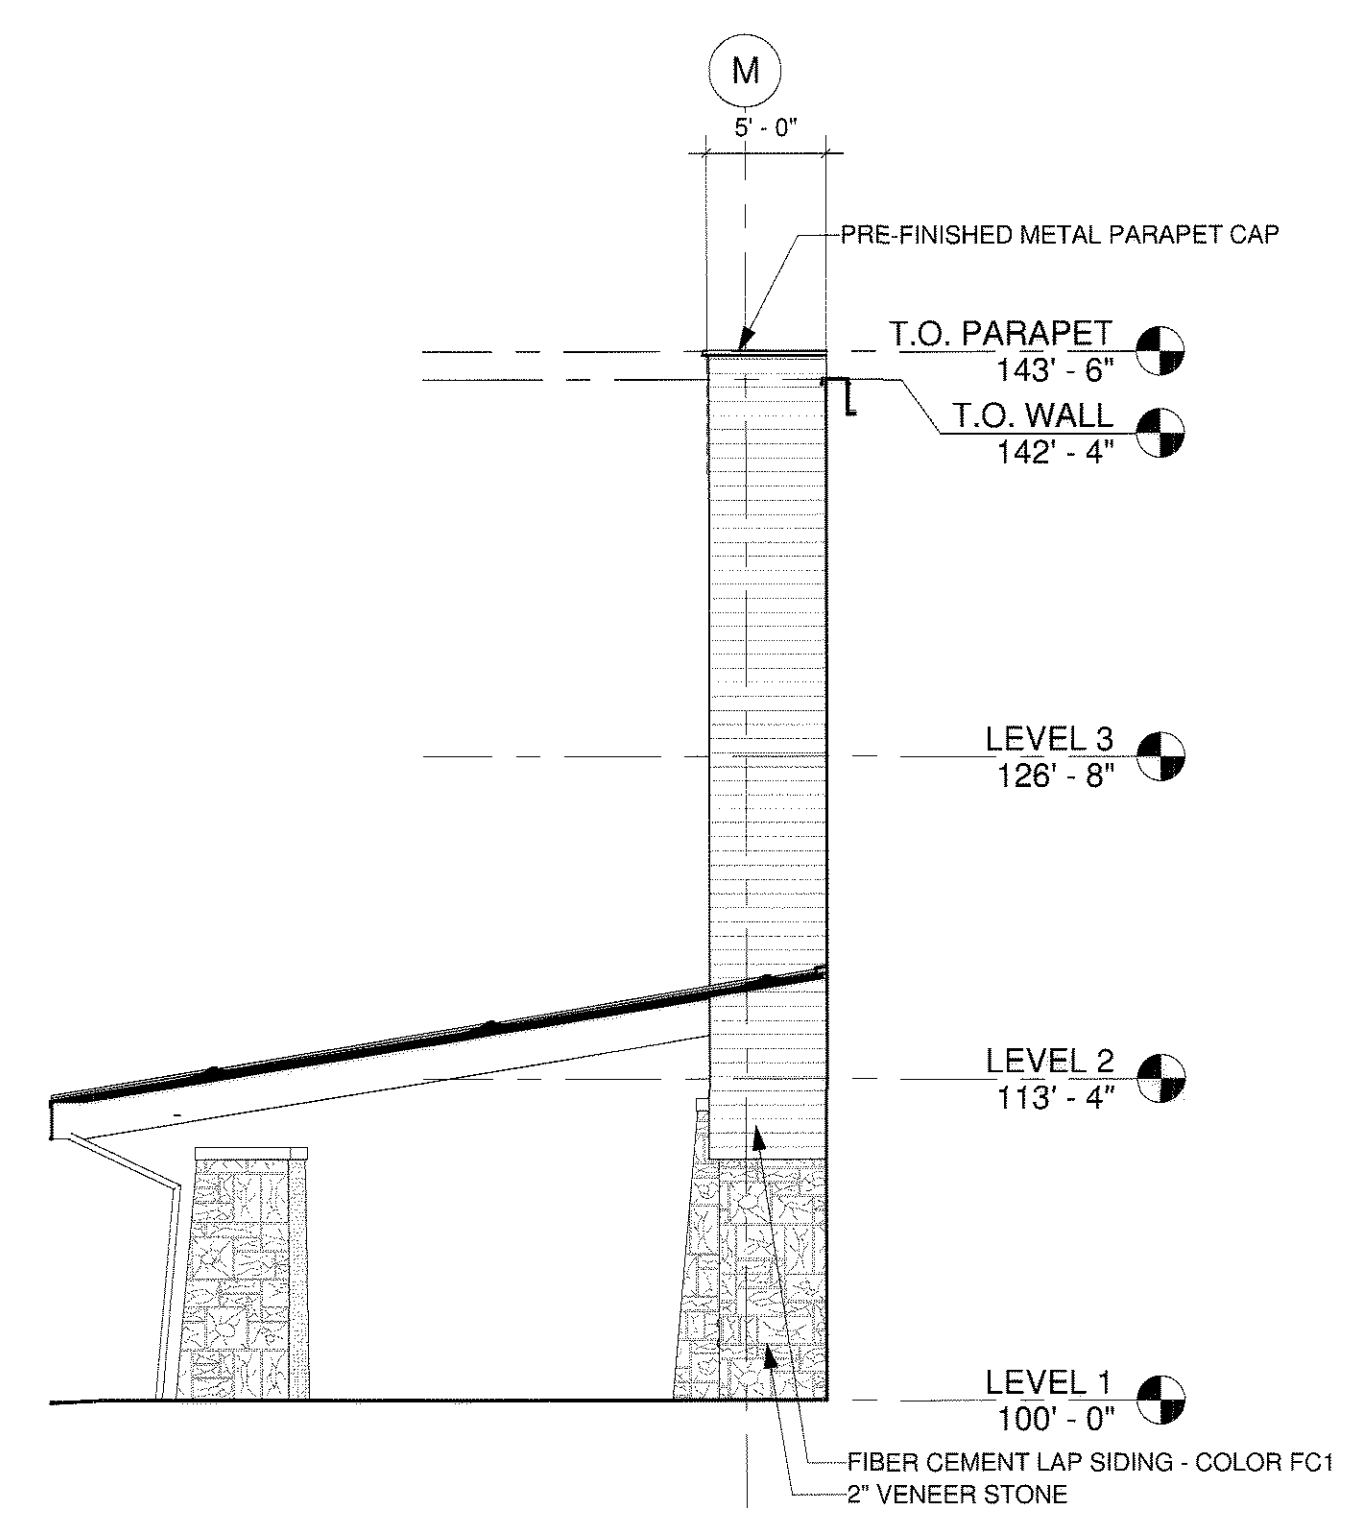 M
5' - 0"
PRE-FINISHED METAL PARAPET CAP
T.O. PARAPET
143' - 6"
T.O. WALL
142' - 4"
LEVEL 3
126' - 8"
LEVEL 2
113' - 4"
LEVEL 1
100' - 0"
FIBER CEMENT LAP SIDING - COLOR FC1
2" VENEER STONE